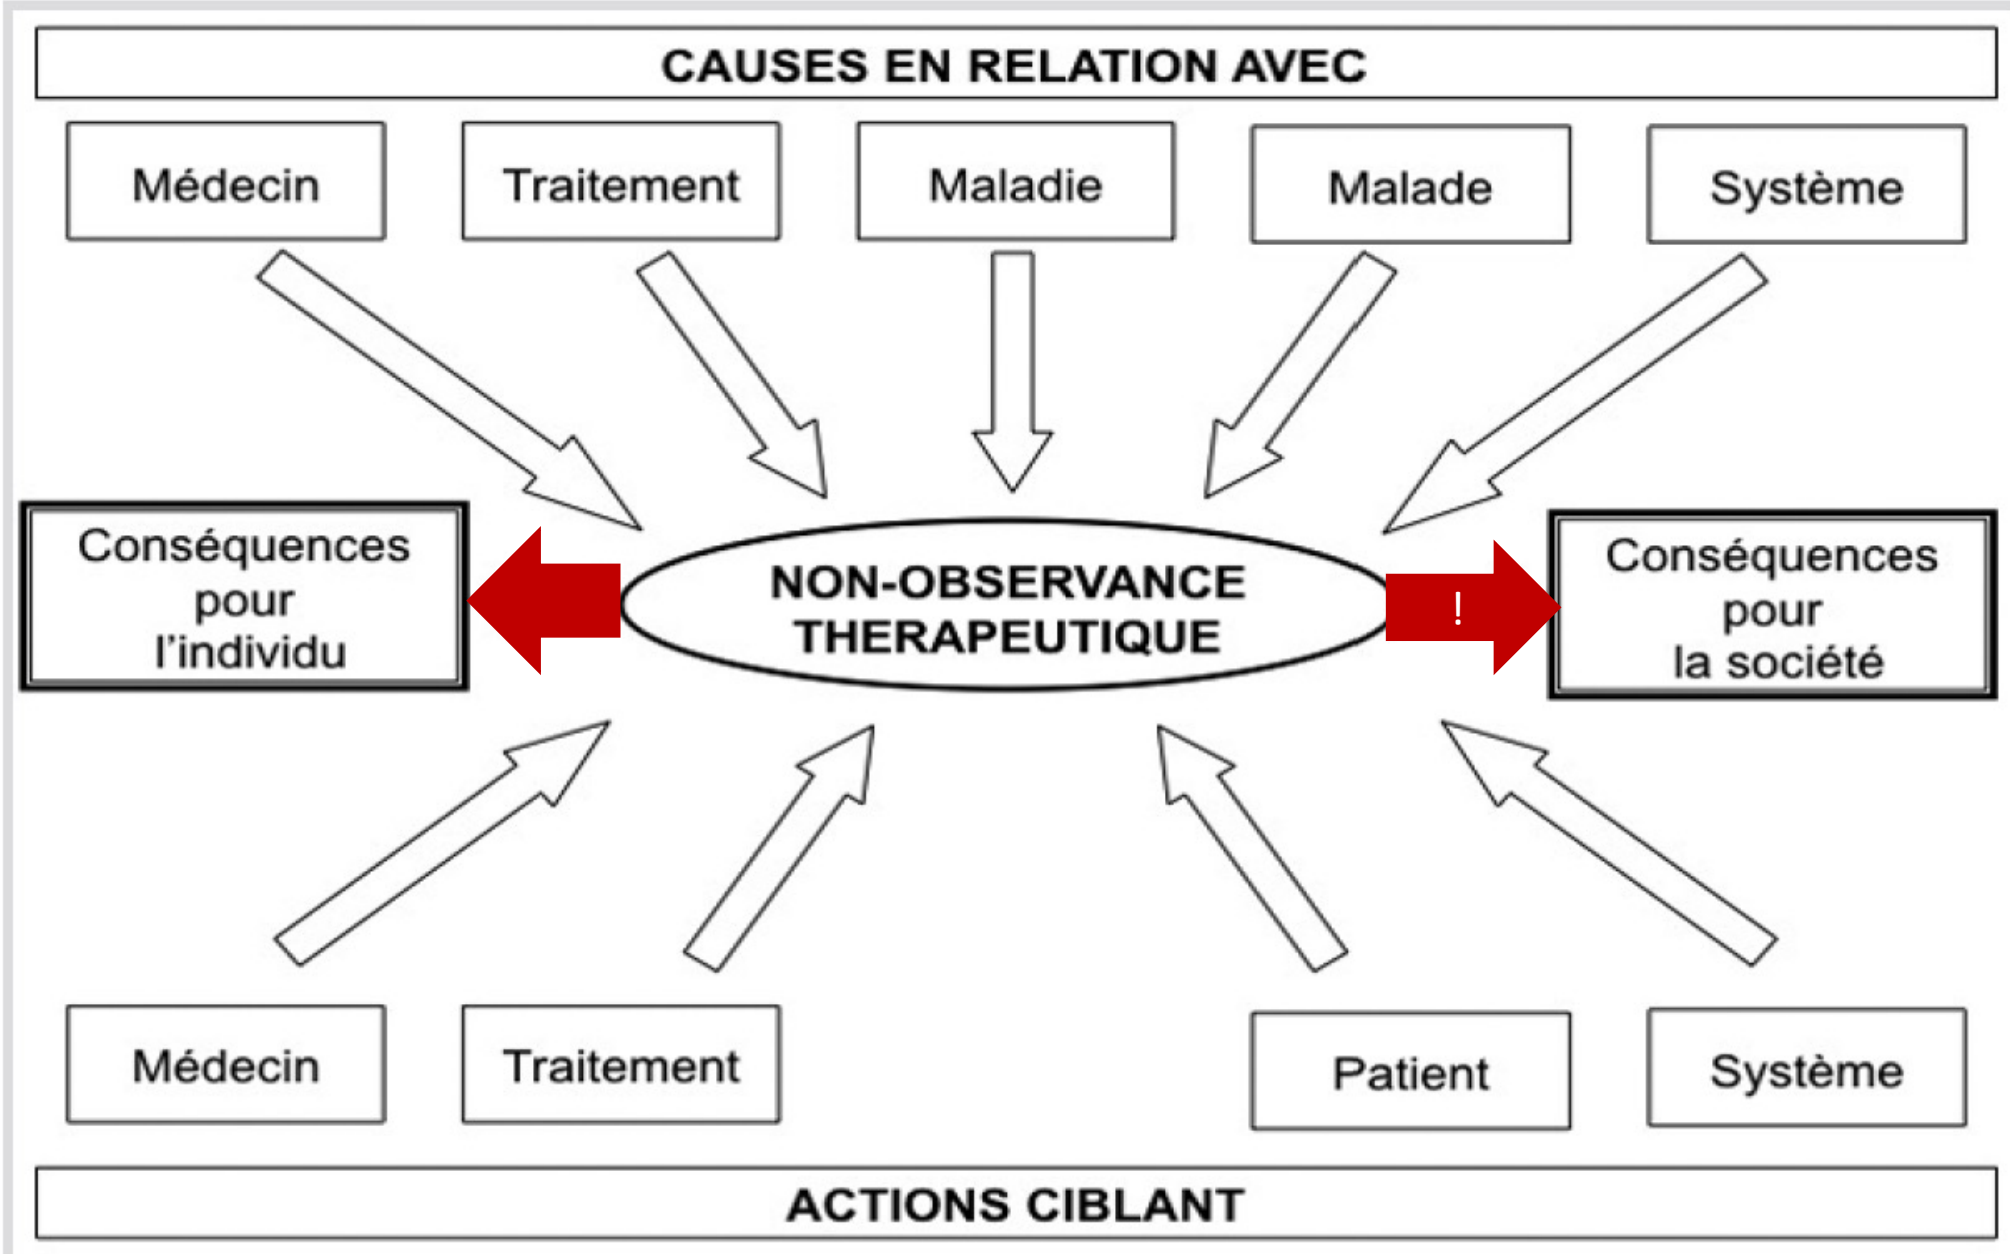 CAUSES EN RELATION AVEC
Médecin
Traitement
Maladie
Malade
Système
Conséquences
pour
l'individu
NON-OBSERVANCE
THERAPEUTIQUE
!
Conséquences
pour
la société
Médecin
Traitement
Patient
Système
ACTIONS CIBLANT